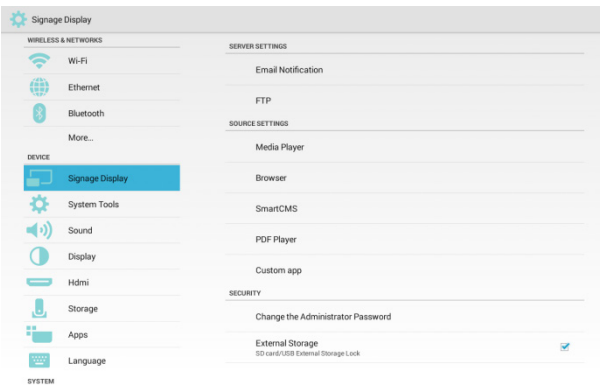 Signage Display
WIRELESS & NETWORKS
Wi-Fi
Ethernet
Bluetooth
More...
DEVICE
Signage Display
System Tools
Sound
Display
Hdmi
Storage
Apps
Language
SYSTEM
SERVER SETTINGS
Email Notification
FTP
SOURCE SETTINGS
Media Player
Browser
SmartCMS
PDF Player
Custom app
SECURITY
Change the Administrator Password
External Storage
SD card/USB External Storage Lock